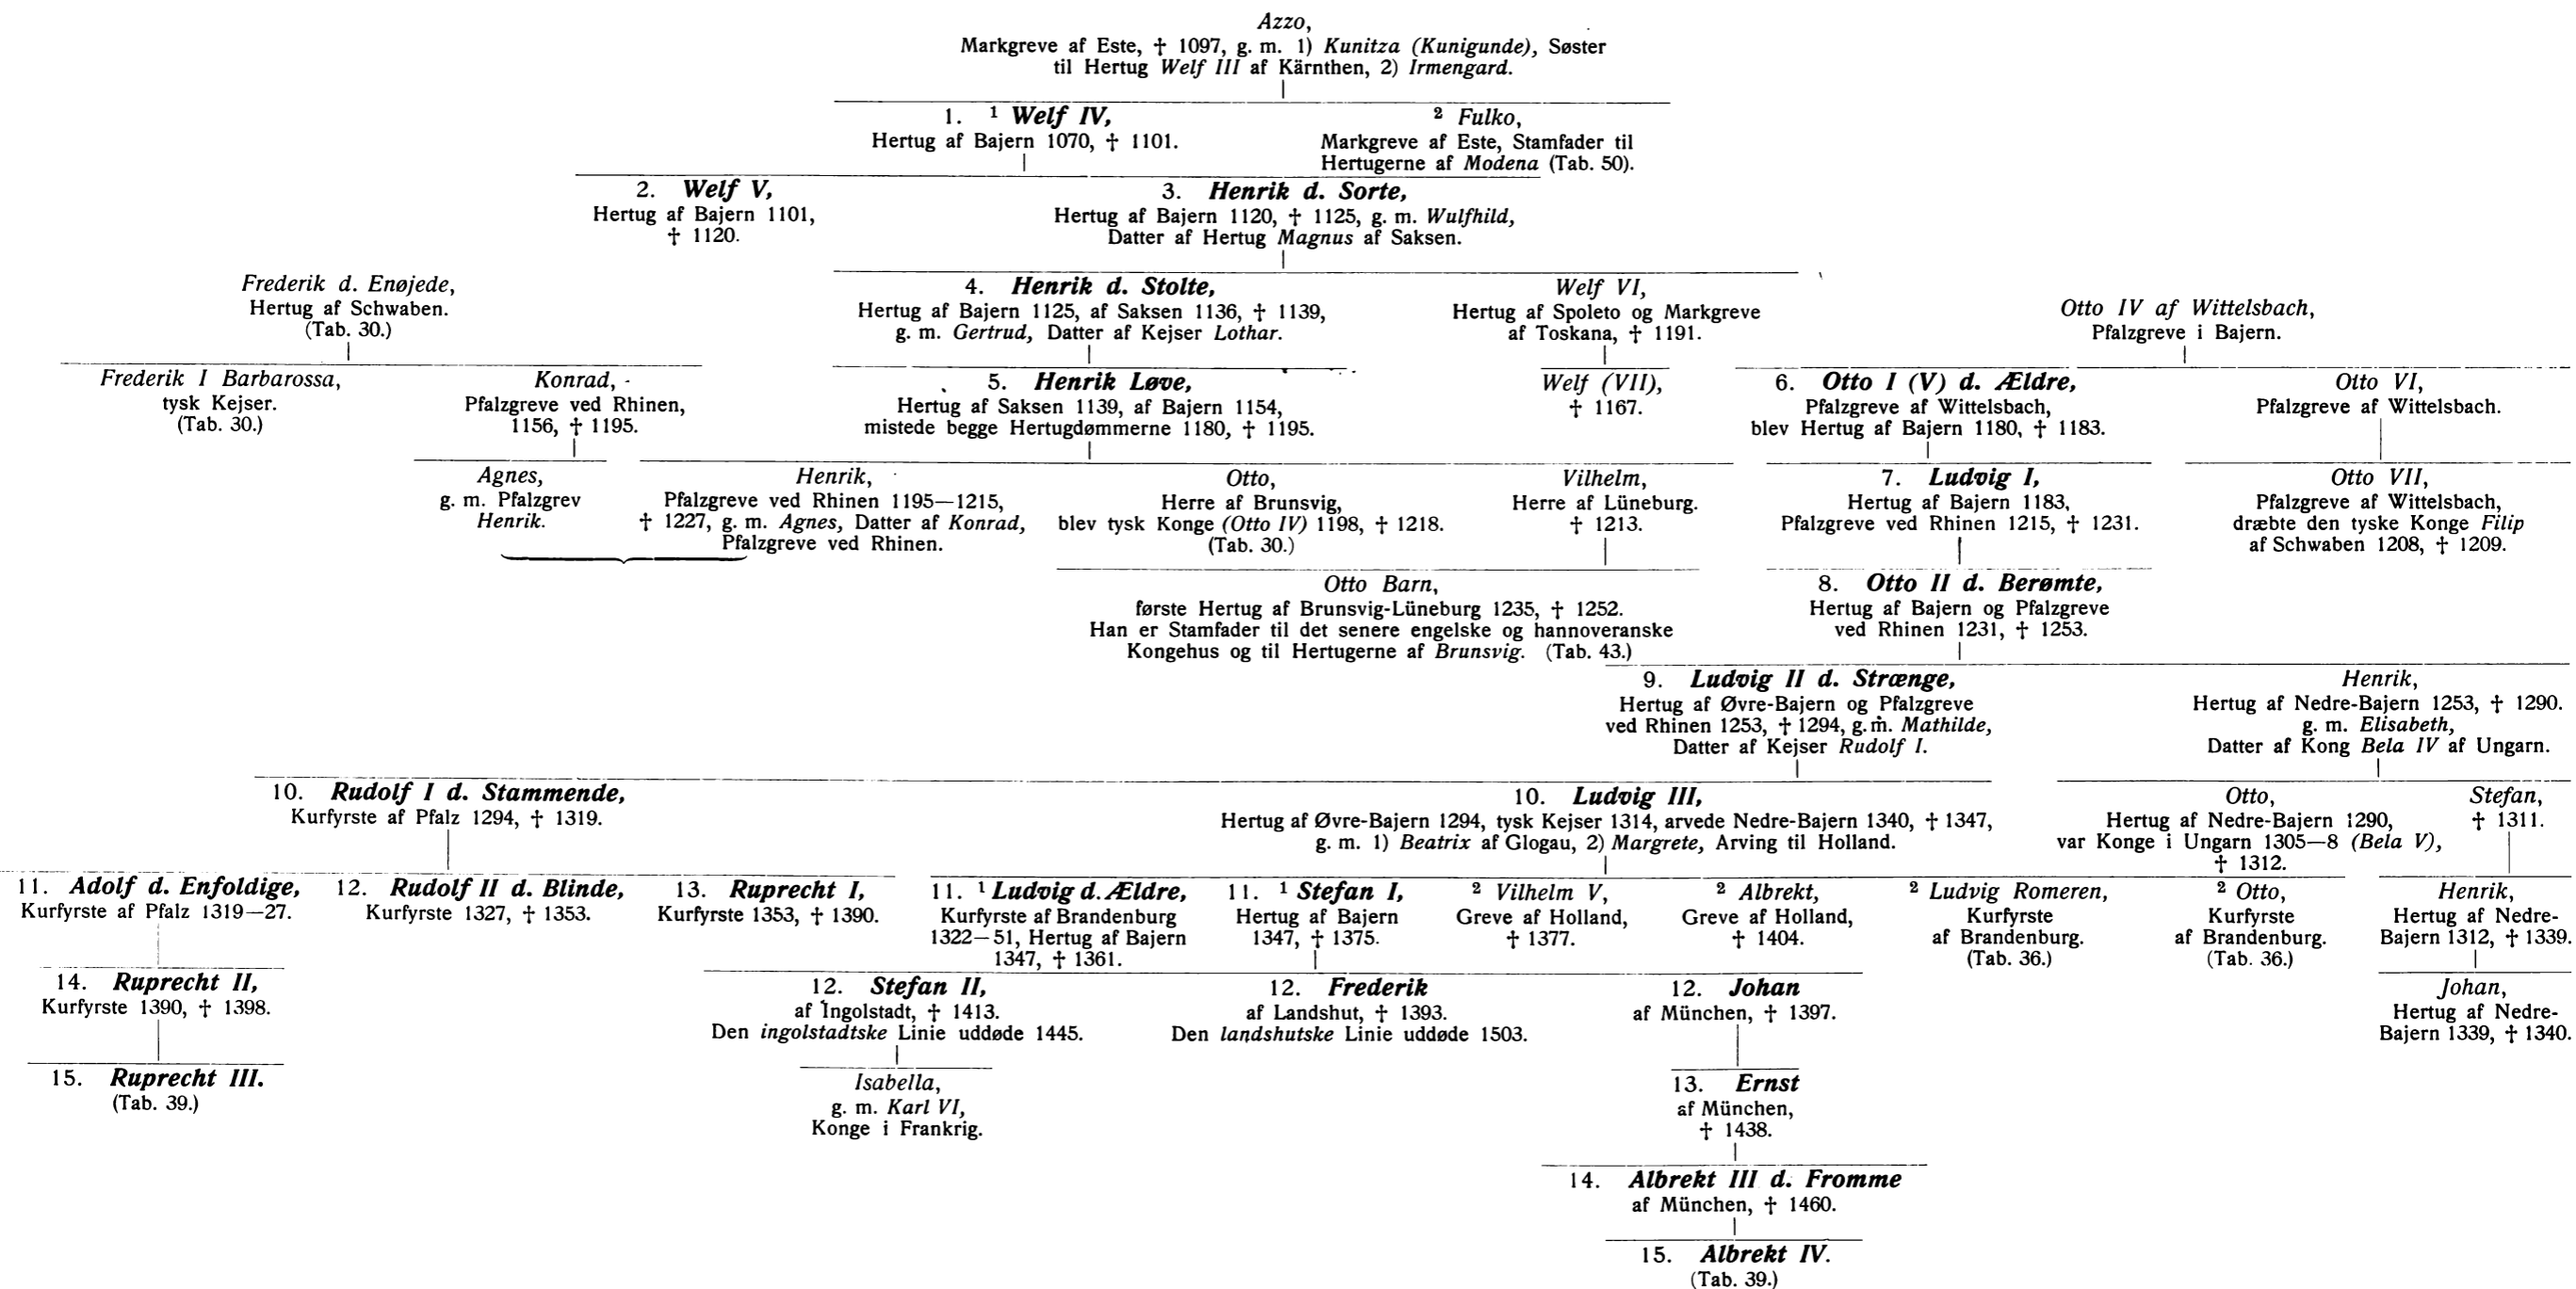 Azzo,
Markgreve af Este, † 1097, g. m. 1) Kunitza (Kunigunde), Søster
til Hertug Welf III af Kärnthen, 2) Irmengard.
1. ¹ Welf IV,
Hertug af Bajern 1070, † 1101.
² Fulko,
Markgreve af Este, Stamfader til
Hertugerne af Modena (Tab. 50).
2. Welf V,
Hertug af Bajern 1101,
† 1120.
3. Henrik d. Sorte,
Hertug af Bajern 1120, † 1125, g. m. Wulfhild,
Datter af Hertug Magnus af Saksen.
Frederik d. Enøjede,
Hertug af Schwaben.
(Tab. 30.)
4. Henrik d. Stolte,
Hertug af Bajern 1125, af Saksen 1136, † 1139,
g. m. Gertrud, Datter af Kejser Lothar.
Welf VI,
Hertug af Spoleto og Markgreve
af Toskana, † 1191.
Otto IV af Wittelsbach,
Pfalzgreve i Bajern.
Frederik I Barbarossa,
tysk Kejser.
(Tab. 30.)
Konrad,
Pfalzgreve ved Rhinen,
1156, † 1195.
5. Henrik Løve,
Hertug af Saksen 1139, af Bajern 1154,
mistede begge Hertugdømmerne 1180, † 1195.
Welf (VII),
† 1167.
6. Otto I (V) d. Ældre,
Pfalzgreve af Wittelsbach,
blev Hertug af Bajern 1180, † 1183.
Otto VI,
Pfalzgreve af Wittelsbach.
Agnes,
g. m. Pfalzgrev
Henrik.
Henrik,
Pfalzgreve ved Rhinen 1195—1215,
† 1227, g. m. Agnes, Datter af Konrad,
Pfalzgreve ved Rhinen.
Otto,
Herre af Brunsvig,
blev tysk Konge (Otto IV) 1198, † 1218.
(Tab. 30.)
Vilhelm,
Herre af Lüneburg.
† 1213.
7. Ludvig I,
Hertug af Bajern 1183,
Pfalzgreve ved Rhinen 1215, † 1231.
Otto VII,
Pfalzgreve af Wittelsbach,
dræbte den tyske Konge Filip
af Schwaben 1208, † 1209.
Otto Barn,
første Hertug af Brunsvig-Lüneburg 1235, † 1252.
Han er Stamfader til det senere engelske og hannoveranske
Kongehus og til Hertugerne af Brunsvig. (Tab. 43.)
8. Otto II d. Berømte,
Hertug af Bajern og Pfalzgreve
ved Rhinen 1231, † 1253.
9. Ludvig II d. Strænge,
Hertug af Øvre-Bajern og Pfalzgreve
ved Rhinen 1253, † 1294, g. m. Mathilde,
Datter af Kejser Rudolf I.
Henrik,
Hertug af Nedre-Bajern 1253, † 1290.
g. m. Elisabeth,
Datter af Kong Bela IV af Ungarn.
10. Rudolf I d. Stammende,
Kurfyrste af Pfalz 1294, † 1319.
10. Ludvig III,
Hertug af Øvre-Bajern 1294, tysk Kejser 1314, arvede Nedre-Bajern 1340, † 1347,
g. m. 1) Beatrix af Glogau, 2) Margrete, Arving til Holland.
Otto,
Hertug af Nedre-Bajern 1290,
var Konge i Ungarn 1305—8 (Bela V),
† 1312.
Stefan,
† 1311.
11. Adolf d. Enfoldige,
Kurfyrste af Pfalz 1319—27.
12. Rudolf II d. Blinde,
Kurfyrste 1327, † 1353.
13. Ruprecht I,
Kurfyrste 1353, † 1390.
11. ¹ Ludvig d. Ældre,
Kurfyrste af Brandenburg
1322—51, Hertug af Bajern
1347, † 1361.
11. ¹ Stefan I,
Hertug af Bajern
1347, † 1375.
² Vilhelm V,
Greve af Holland,
† 1377.
² Albrekt,
Greve af Holland,
† 1404.
² Ludvig Romeren,
Kurfyrste
af Brandenburg.
(Tab. 36.)
² Otto,
Kurfyrste
af Brandenburg.
(Tab. 36.)
Henrik,
Hertug af Nedre-
Bajern 1312, † 1339.
14. Ruprecht II,
Kurfyrste 1390, † 1398.
12. Stefan II,
af Ingolstadt, † 1413.
Den ingolstadtske Linie uddøde 1445.
12. Frederik
af Landshut, † 1393.
Den landshutske Linie uddøde 1503.
12. Johan
af München, † 1397.
Johan,
Hertug af Nedre-
Bajern 1339, † 1340.
15. Ruprecht III.
(Tab. 39.)
Isabella,
g. m. Karl VI,
Konge i Frankrig.
13. Ernst
af München,
† 1438.
14. Albrekt III d. Fromme
af München, † 1460.
15. Albrekt IV.
(Tab. 39.)